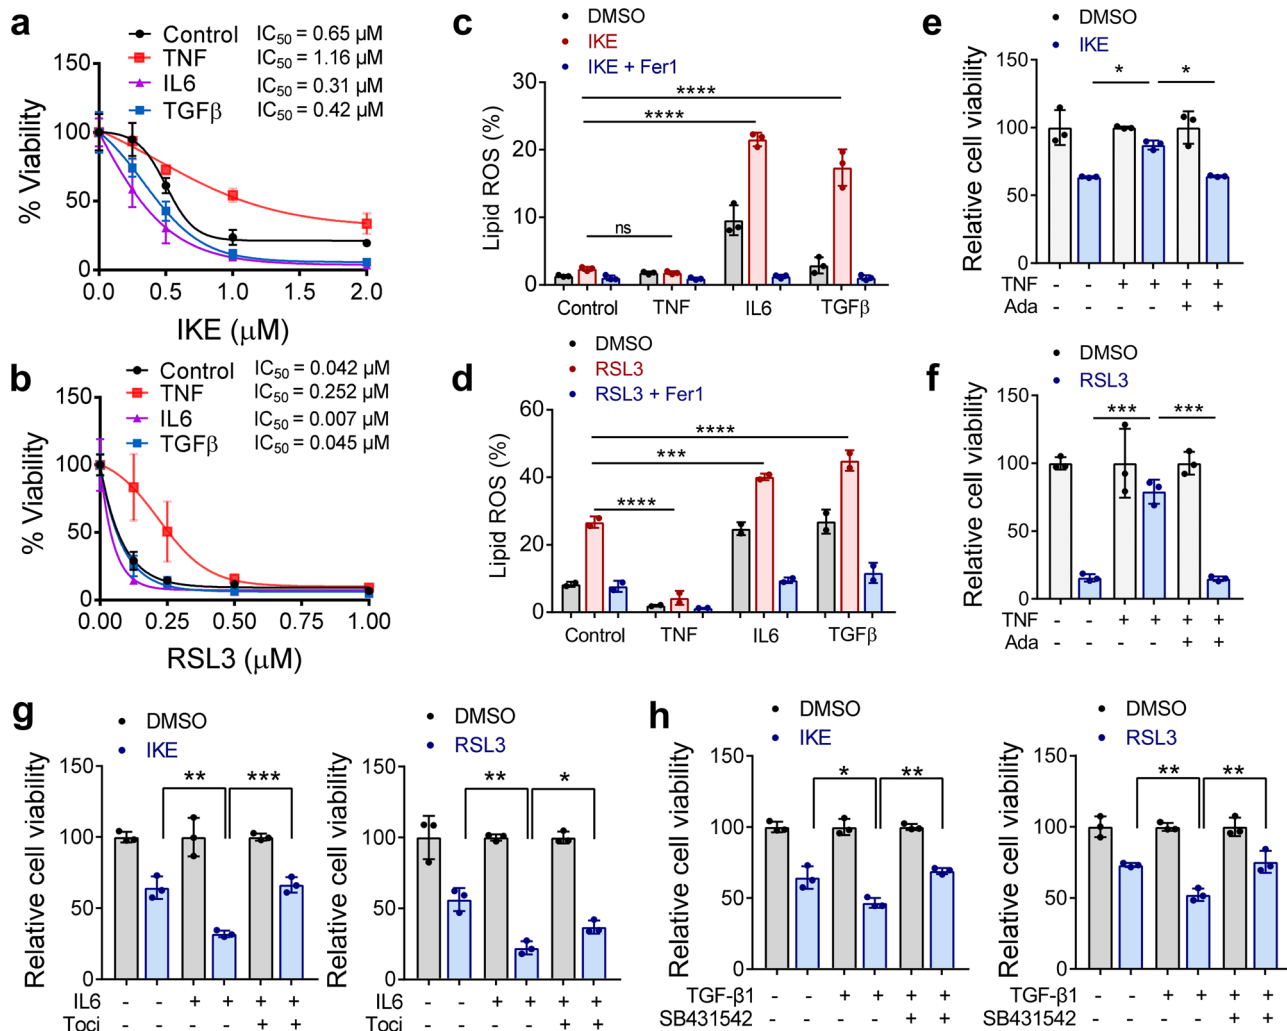 a
Control IC50 = 0.65 µM
TNF IC50 = 1.16 µM
IL6 IC50 = 0.31 µM
TGFβ IC50 = 0.42 µM
150
100
50
0
% Viability
0.0 0.5 1.0 1.5 2.0
IKE (µM)
b
Control IC50 = 0.042 µM
TNF IC50 = 0.252 µM
IL6 IC50 = 0.007 µM
TGFβ IC50 = 0.045 µM
150
100
50
0
% Viability
0.00 0.25 0.50 0.75 1.00
RSL3 (µM)
c
DMSO
IKE
IKE + Fer1
30
20
10
0
Lipid ROS (%)
****
****
ns
Control TNF IL6 TGFβ
d
DMSO
RSL3
RSL3 + Fer1
60
40
20
0
Lipid ROS (%)
****
***
****
Control TNF IL6 TGFβ
e
DMSO
IKE
150
100
50
0
Relative cell viability
* *
TNF - - + + + +
Ada - - - - + +
f
DMSO
RSL3
150
100
50
0
Relative cell viability
*** ***
TNF - - + + + +
Ada - - - - + +
g
DMSO
IKE
150
100
50
0
Relative cell viability
** ***
IL6 - - + + + +
Toci - - - - + +
DMSO
RSL3
150
100
50
0
Relative cell viability
** *
IL6 - - + + + +
Toci - - - - + +
h
DMSO
IKE
150
100
50
0
Relative cell viability
* **
TGF-β1 - - + + + +
SB431542 - - - - + +
DMSO
RSL3
150
100
50
0
Relative cell viability
** **
TGF-β1 - - + + + +
SB431542 - - - - + +